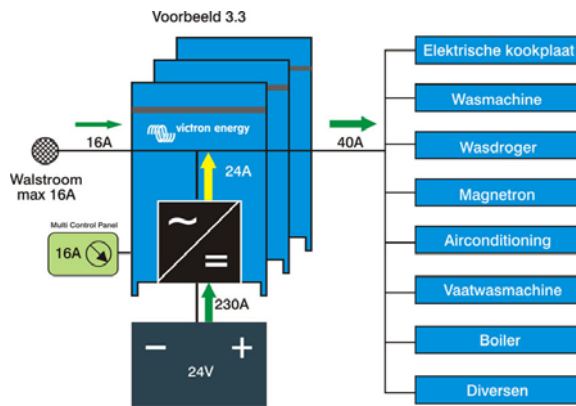 Voorbeeld 3.3
16A
Walstroom
max 16A
Multi Control Panel
16A
victron energy
24A
~
=
230A
− +
24V
40A
Elektrische kookplaat
Wasmachine
Wasdroger
Magnetron
Airconditioning
Vaatwasmachine
Boiler
Diversen